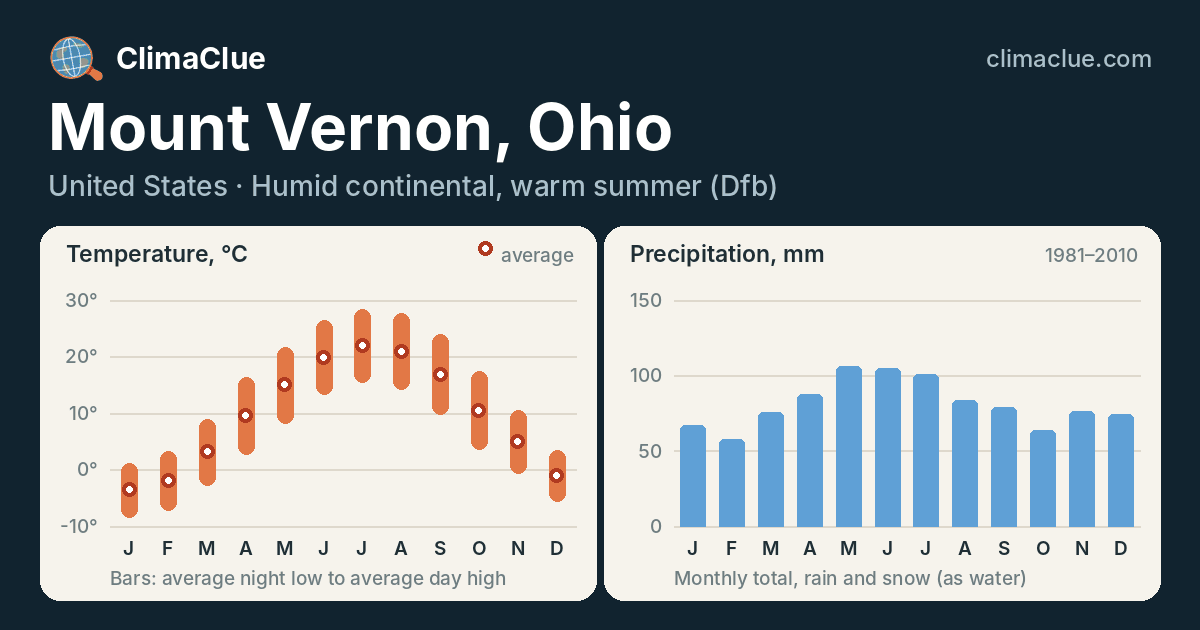 ClimaClue
climaclue.com
Mount Vernon, Ohio
United States · Humid continental, warm summer (Dfb)
Temperature, °C
average
30°
20°
10°
0°
-10°
J F M A M J J A S O N D
Bars: average night low to average day high
Precipitation, mm
1981–2010
150
100
50
0
J F M A M J J A S O N D
Monthly total, rain and snow (as water)